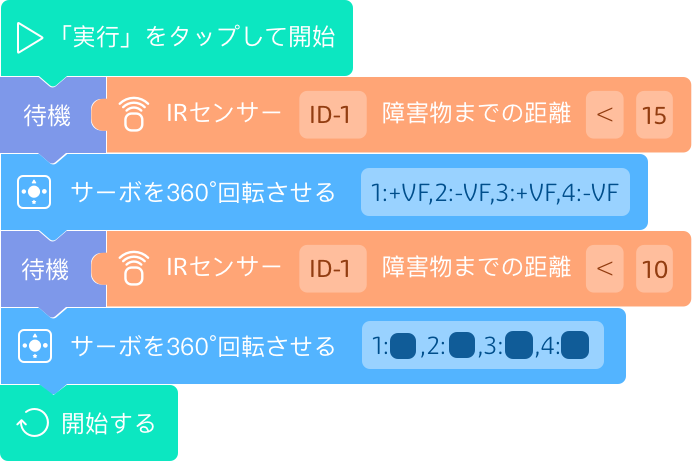 「実行」をタップして開始
待機 IRセンサー ID-1 障害物までの距離 < 15
サーボを360°回転させる 1:+VF,2:-VF,3:+VF,4:-VF
待機 IRセンサー ID-1 障害物までの距離 < 10
サーボを360°回転させる 1: ,2: ,3: ,4:
開始する